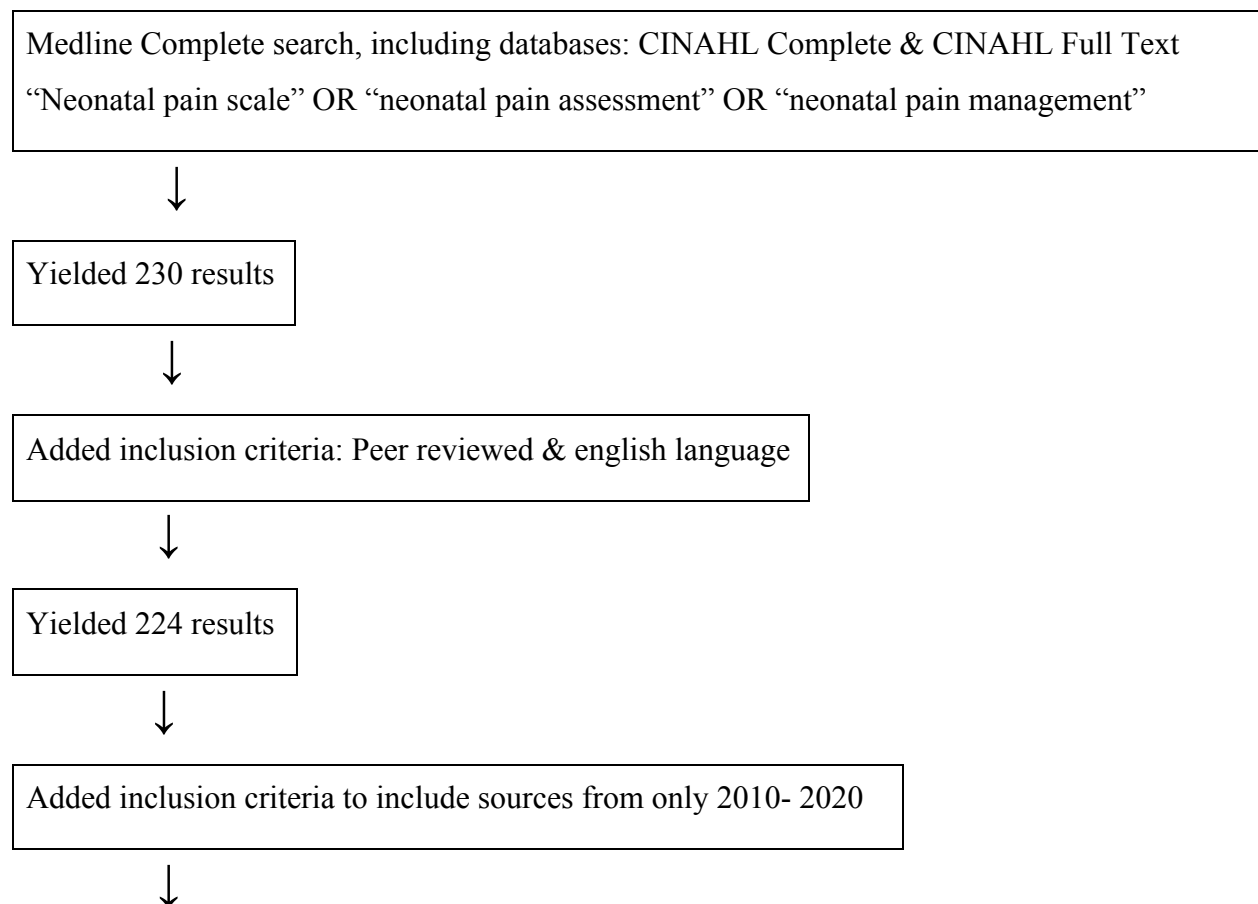 Medline Complete search, including databases: CINAHL Complete & CINAHL Full Text
“Neonatal pain scale” OR “neonatal pain assessment” OR “neonatal pain management”
↓
Yielded 230 results
↓
Added inclusion criteria: Peer reviewed & english language
↓
Yielded 224 results
↓
Added inclusion criteria to include sources from only 2010- 2020
↓